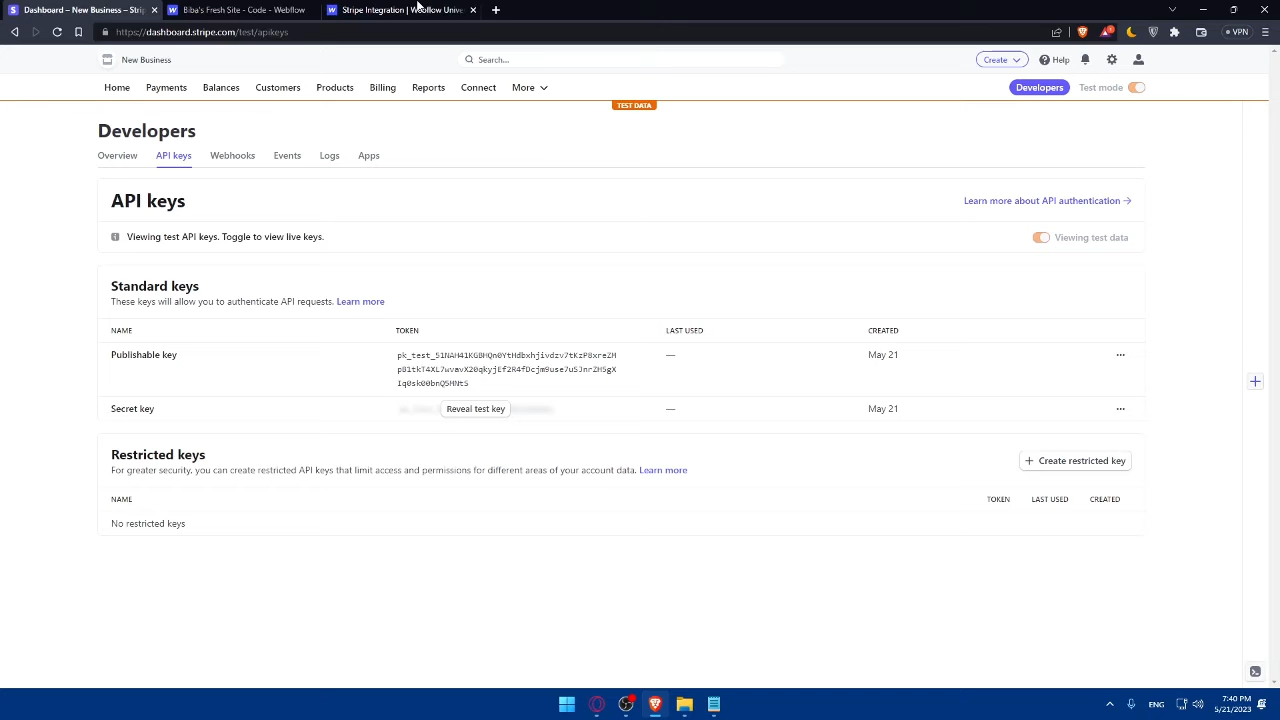 Dashboard – New Business – Strip
Biba's Fresh Site - Code - Webflow
Stripe Integration | Webflow Unive
https://dashboard.stripe.com/test/apikeys
VPN
New Business
Search...
Create
Help
Home
Payments
Balances
Customers
Products
Billing
Reports
Connect
More
Developers
Test mode
TEST DATA
Developers
Overview
API keys
Webhooks
Events
Logs
Apps
API keys
Learn more about API authentication →
Viewing test API keys. Toggle to view live keys.
Viewing test data
Standard keys
These keys will allow you to authenticate API requests. Learn more
NAME
TOKEN
LAST USED
CREATED
Publishable key
pk_test_51NAH41KGBHQn0YtHdbxhjivdzv7tKzP8xreZH
pB1tkT4XL7wvavX20qkyjEf2R4fDcjm9use7uSJnrZHSgX
Iq0sk00bnQ5MNtS
—
May 21
Secret key
Reveal test key
—
May 21
Restricted keys
For greater security, you can create restricted API keys that limit access and permissions for different areas of your account data. Learn more
+ Create restricted key
NAME
TOKEN
LAST USED
CREATED
No restricted keys
ENG
7:40 PM
5/21/2023